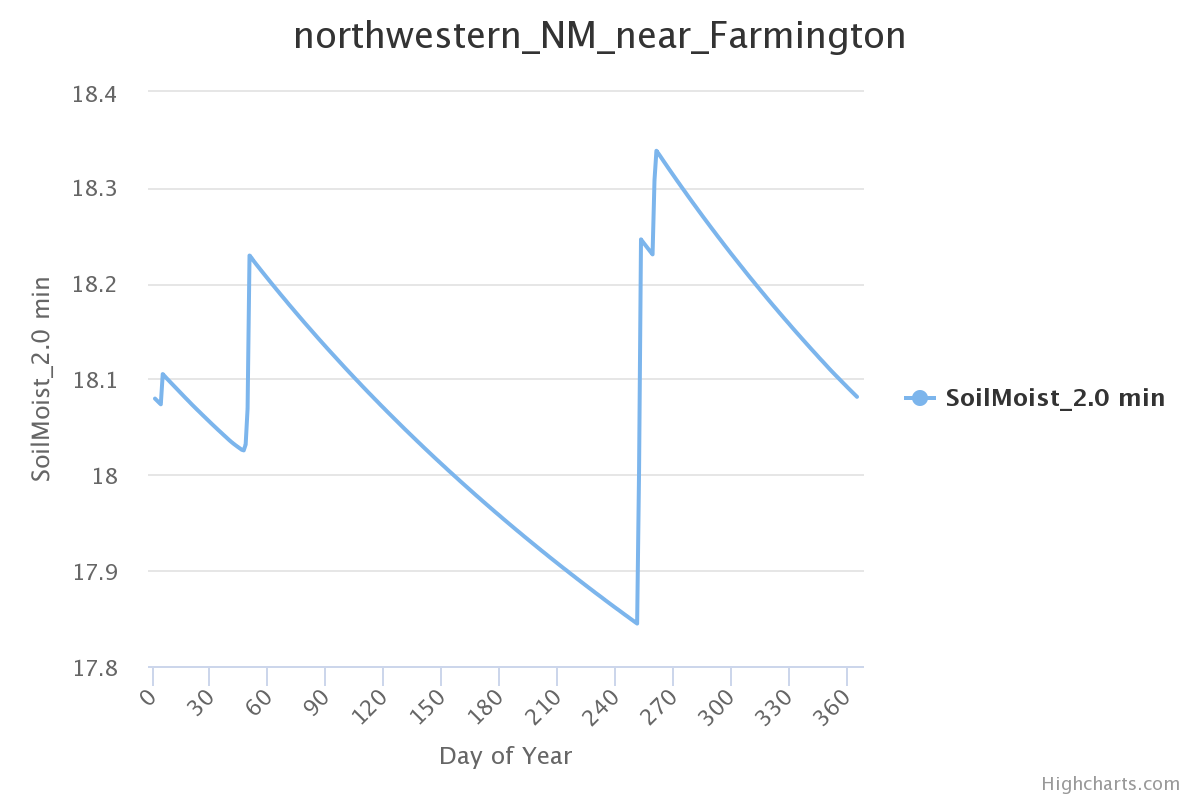 northwestern_NM_near_Farmington
18.4
18.3
18.2
18.1
18
17.9
17.8
SoilMoist_2.0 min
0 30 60 90 120 150 180 210 240 270 300 330 360
Day of Year
SoilMoist_2.0 min
Highcharts.com